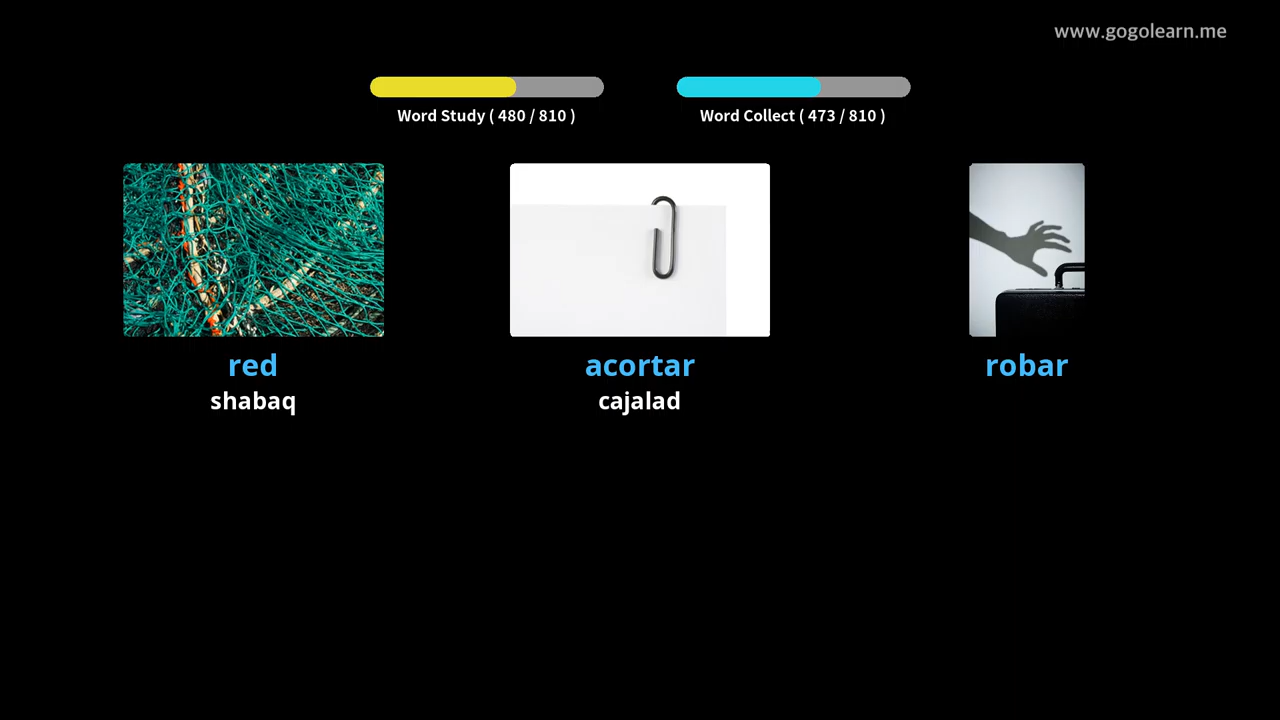 www.gogolearn.me
Word Study ( 480 / 810 )
Word Collect ( 473 / 810 )
red
shabaq
acortar
cajalad
robar